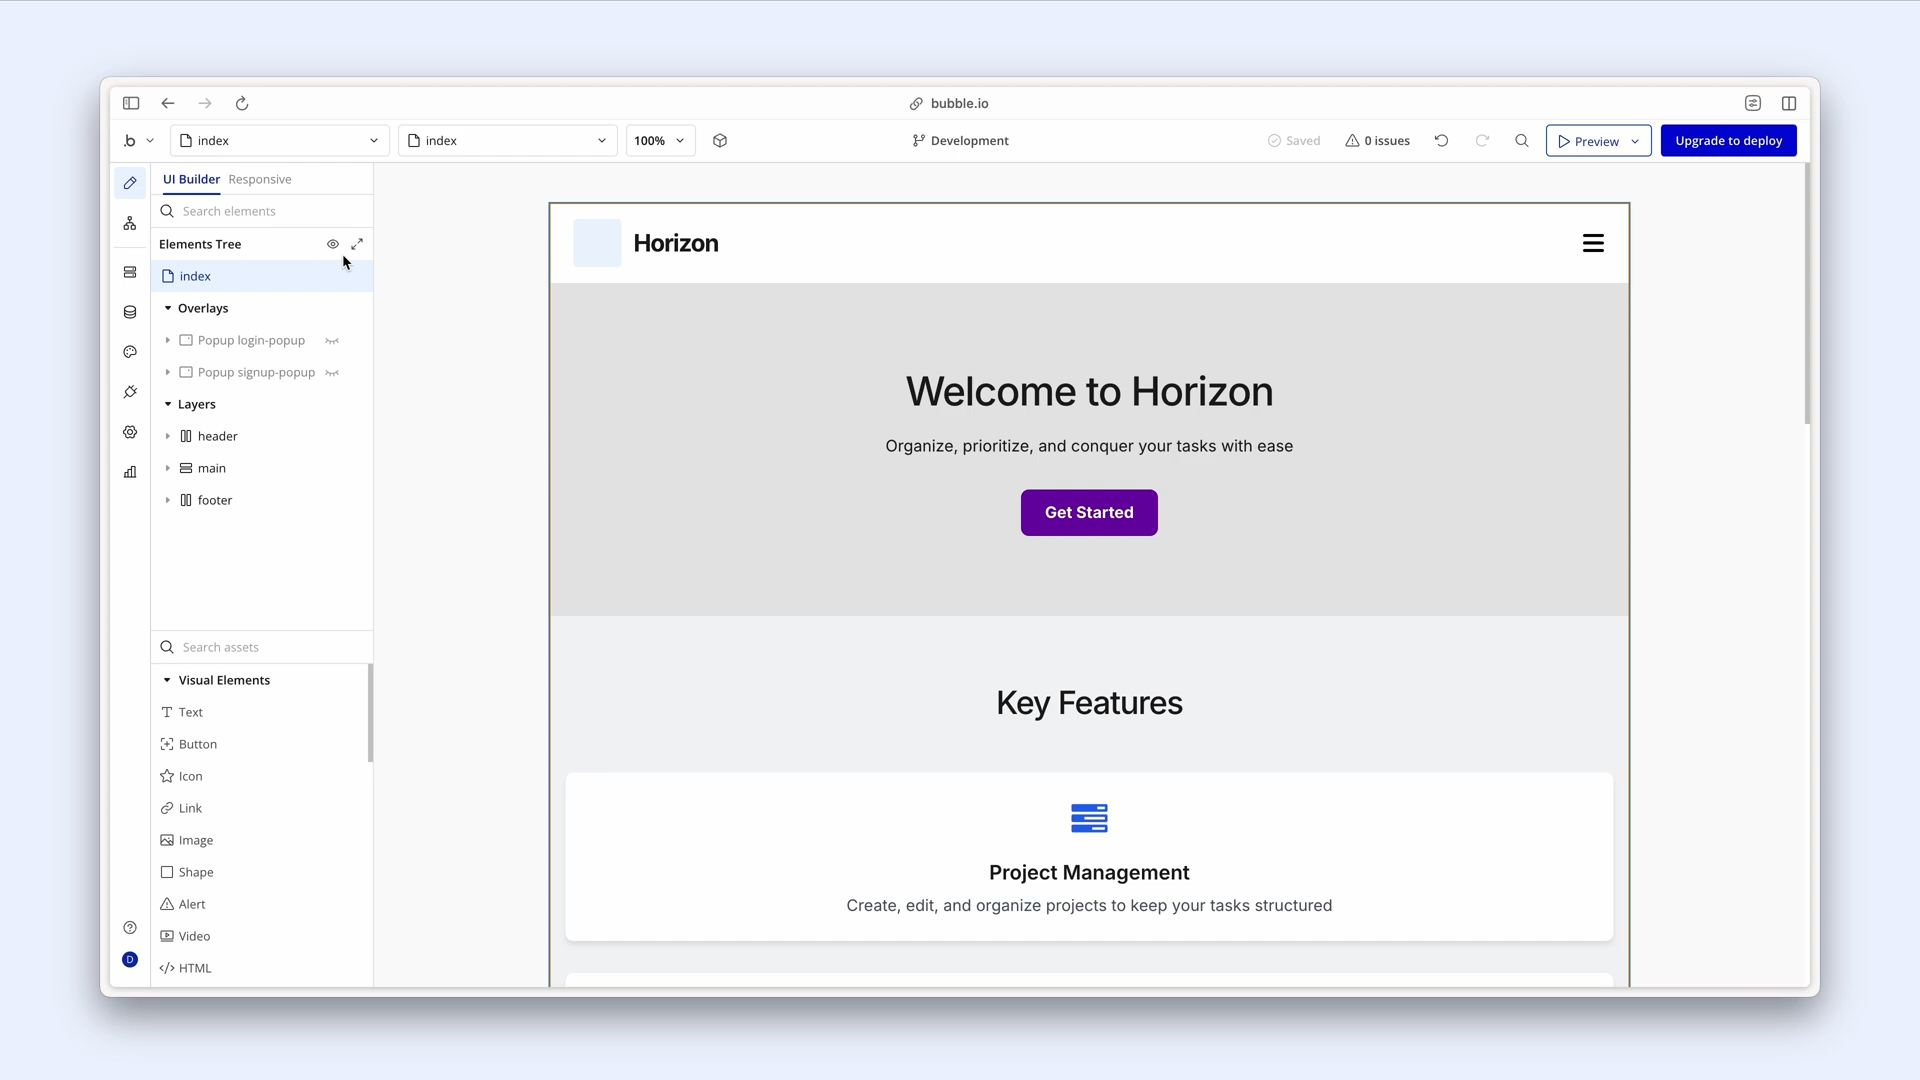 bubble.io
index
index
100%
Development
Saved
0 issues
Preview
Upgrade to deploy
UI Builder
Responsive
Search elements
Elements Tree
index
Overlays
Popup login-popup
Popup signup-popup
Layers
header
main
footer
Search assets
Visual Elements
Text
Button
Icon
Link
Image
Shape
Alert
Video
HTML
D
Horizon
Welcome to Horizon
Organize, prioritize, and conquer your tasks with ease
Get Started
Key Features
Project Management
Create, edit, and organize projects to keep your tasks structured